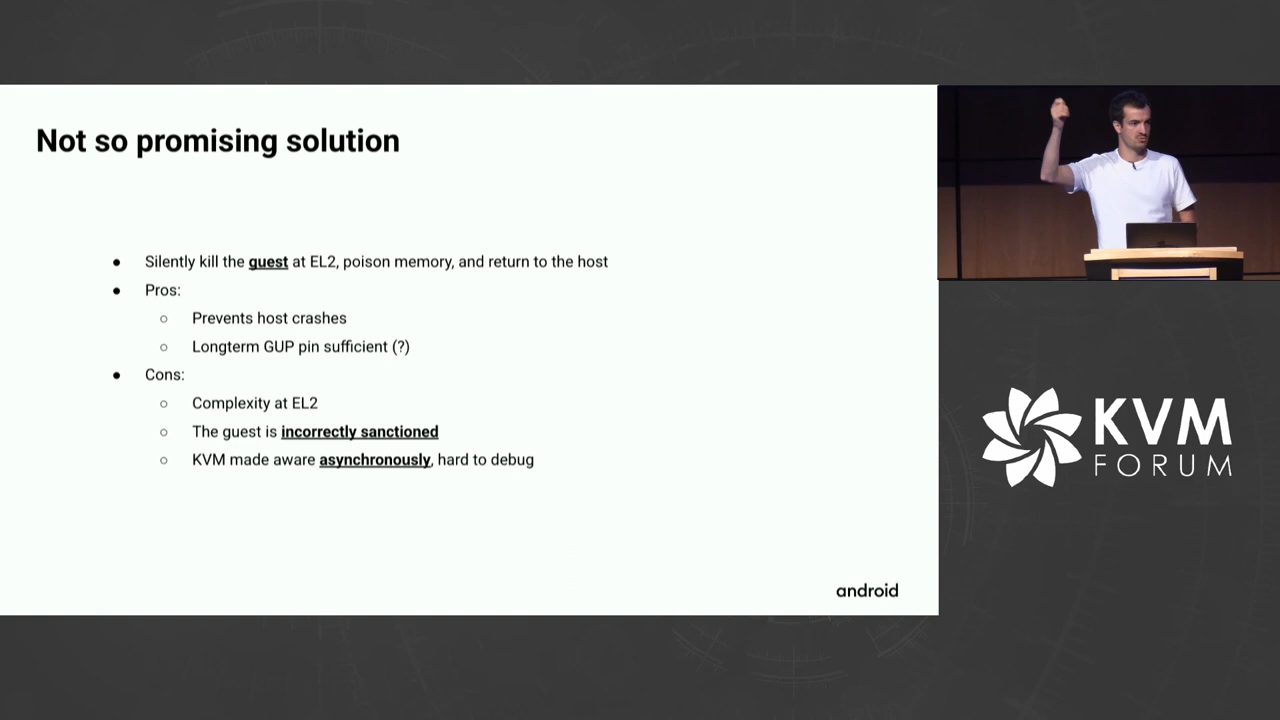 Not so promising solution
● Silently kill the guest at EL2, poison memory, and return to the host
● Pros:
○ Prevents host crashes
○ Longterm GUP pin sufficient (?)
● Cons:
○ Complexity at EL2
○ The guest is incorrectly sanctioned
○ KVM made aware asynchronously, hard to debug
android
KVM
FORUM